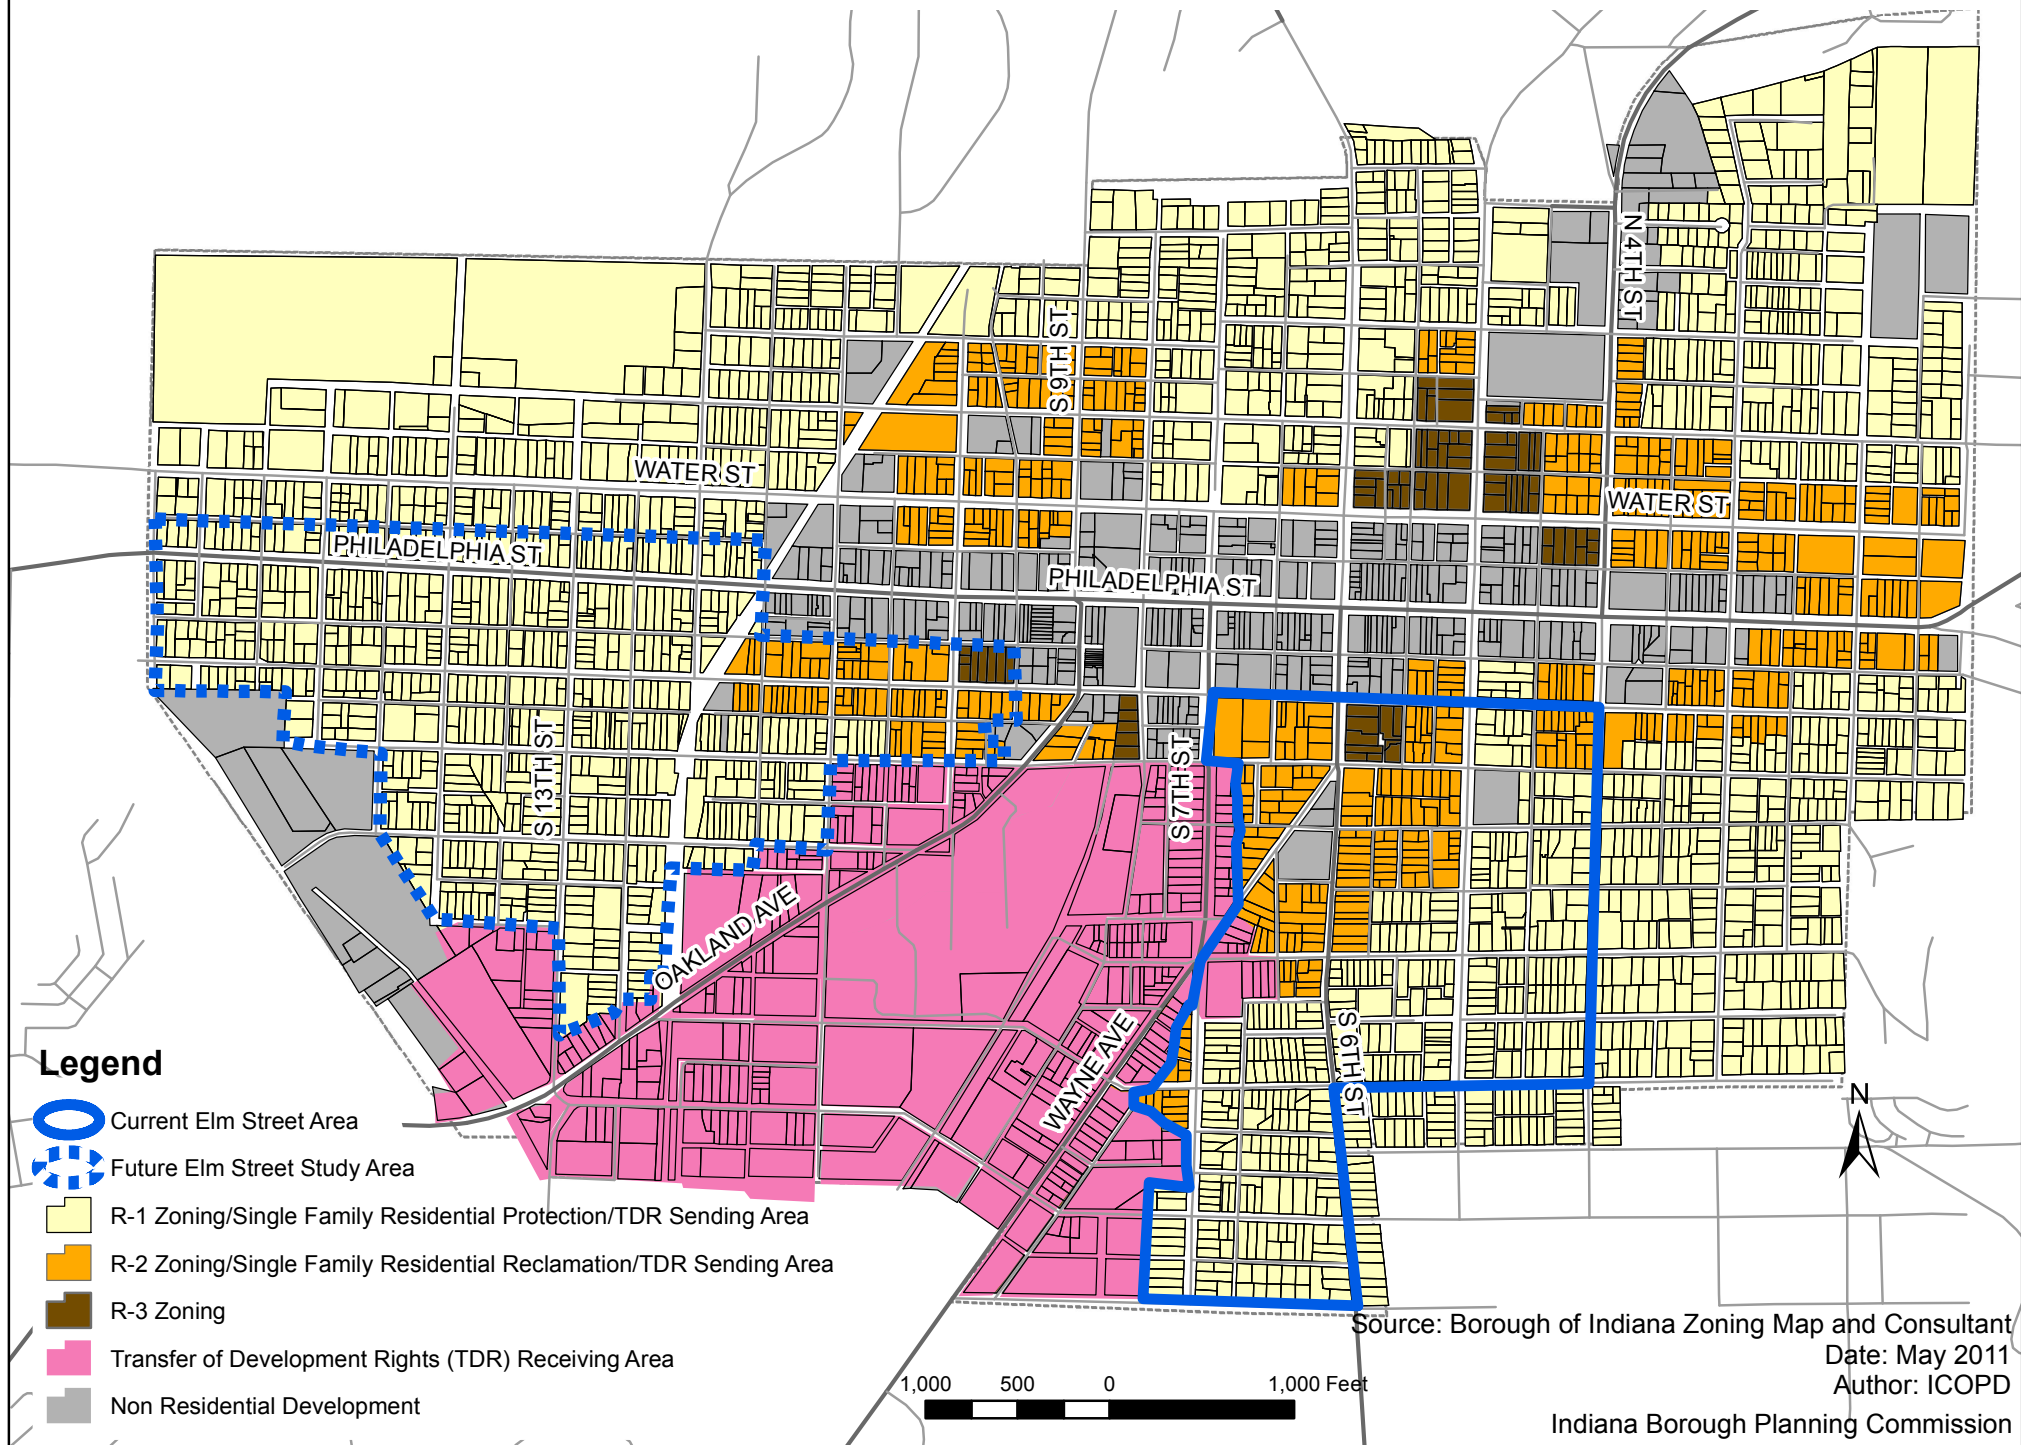 N 4TH ST
S 9TH ST
WATER ST
WATER ST
PHILADELPHIA ST
PHILADELPHIA ST
S 13TH ST
S 7TH ST
OAKLAND AVE
WAYNE AVE
S 6TH ST
N
Legend
Current Elm Street Area
Future Elm Street Study Area
R-1 Zoning/Single Family Residential Protection/TDR Sending Area
R-2 Zoning/Single Family Residential Reclamation/TDR Sending Area
R-3 Zoning
Transfer of Development Rights (TDR) Receiving Area
Non Residential Development
1,000 500 0 1,000 Feet
Source: Borough of Indiana Zoning Map and Consultant
Date: May 2011
Author: ICOPD
Indiana Borough Planning Commission